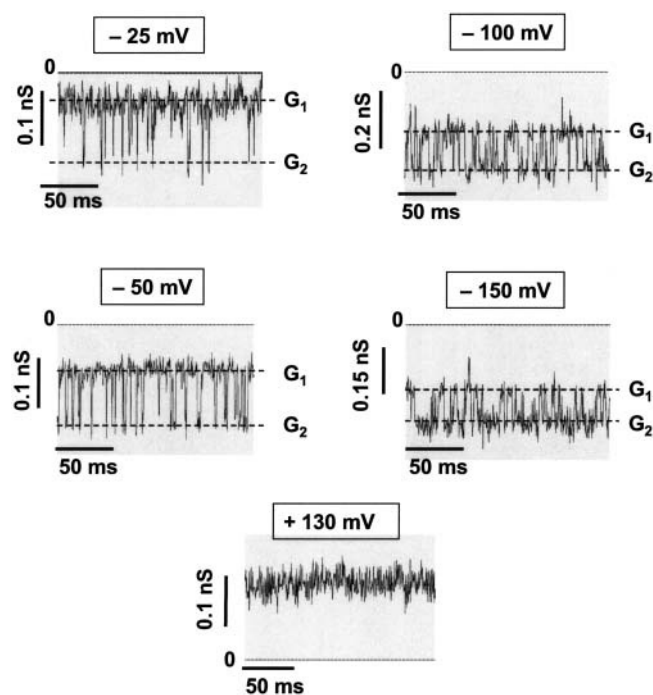 – 25 mV
0
G1
G2
0.1 nS
50 ms
– 100 mV
0
G1
G2
0.2 nS
50 ms
– 50 mV
0
G1
G2
0.1 nS
50 ms
– 150 mV
0
G1
G2
0.15 nS
50 ms
+ 130 mV
0.1 nS
0
50 ms